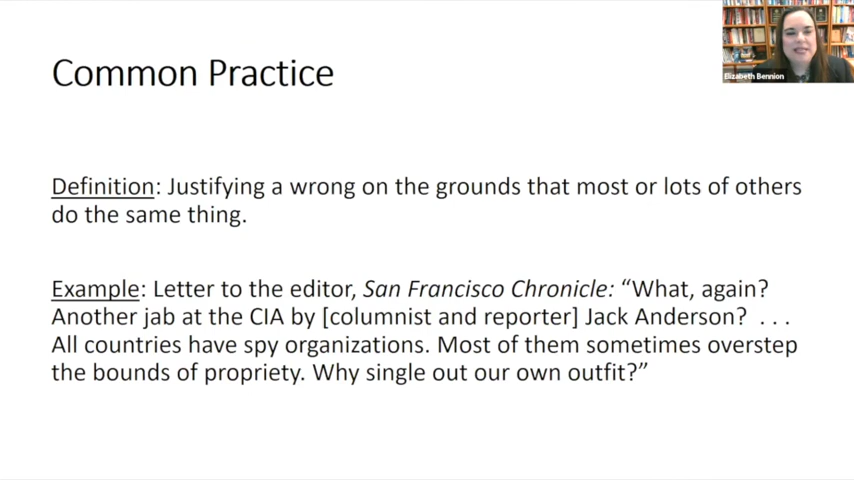 Common Practice
Elizabeth Bennion
Definition: Justifying a wrong on the grounds that most or lots of others
do the same thing.
Example: Letter to the editor, San Francisco Chronicle: “What, again?
Another jab at the CIA by [columnist and reporter] Jack Anderson?  . . .
All countries have spy organizations. Most of them sometimes overstep
the bounds of propriety. Why single out our own outfit?”